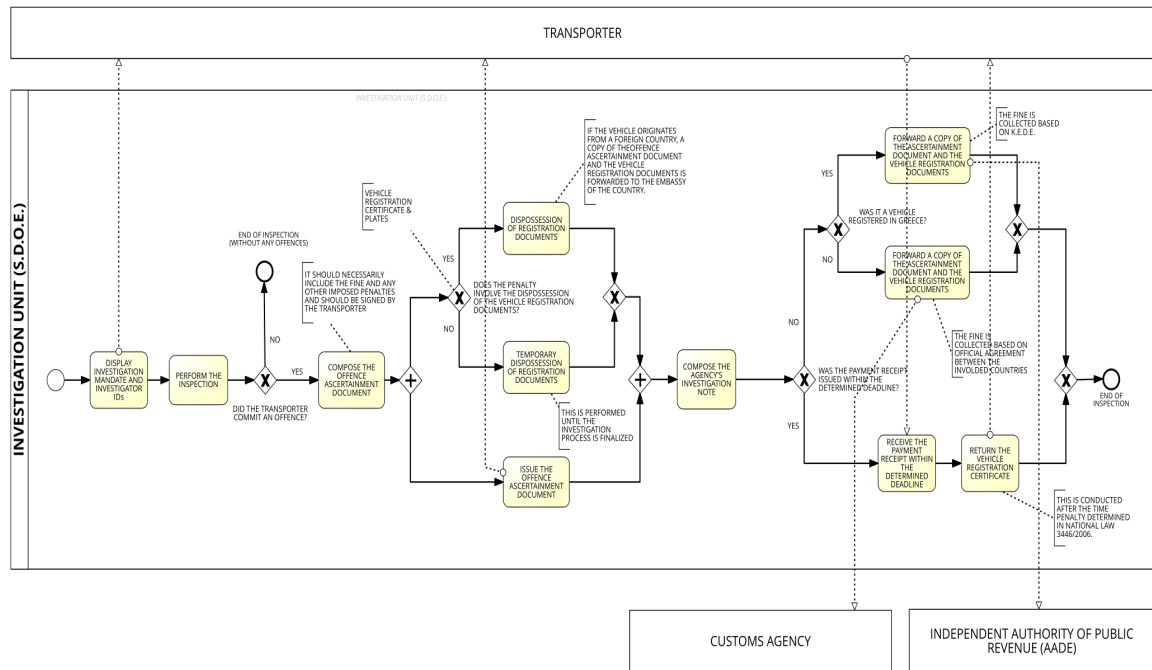 TRANSPORTER
INVESTIGATION UNIT (S.D.O.E.)
INVESTIGATION UNIT (S.D.O.E.)
DISPLAY
INVESTIGATION
MANDATE AND
INVESTIGATOR
IDs
PERFORM THE
INSPECTION
END OF INSPECTION
(WITHOUT ANY OFFENCES)
NO
YES
DID THE TRANSPORTER
COMMIT AN OFFENCE?
IT SHOULD NECESSARILY
INCLUDE THE FINE AND ANY
OTHER IMPOSED PENALTIES
AND SHOULD BE SIGNED BY
THE TRANSPORTER
COMPOSE THE
OFFENCE
ASCERTAINMENT
DOCUMENT
VEHICLE
REGISTRATION
CERTIFICATE &
PLATES
YES
NO
DOES THE PENALTY
INVOLVE THE DISPOSSESSION
OF THE VEHICLE REGISTRATION
DOCUMENTS?
IF THE VEHICLE ORIGINATES
FROM A FOREIGN COUNTRY, A
COPY OF THEOFFENCE
ASCERTAINMENT DOCUMENT
AND THE VEHICLE
REGISTRATION DOCUMENTS IS
FORWARDED TO THE EMBASSY
OF THE COUNTRY.
DISPOSSESSION
OF REGISTRATION
DOCUMENTS
TEMPORARY
DISPOSSESSION
OF REGISTRATION
DOCUMENTS
THIS IS PERFORMED
UNTIL THE
INVESTIGATION
PROCESS IS FINALIZED
ISSUE THE
OFFENCE
ASCERTAINMENT
DOCUMENT
COMPOSE THE
AGENCY'S
INVESTIGATION
NOTE
NO
WAS THE PAYMENT RECEIPT
ISSUED WITHIN THE
DETERMINED DEADLINE?
YES
YES
WAS IT A VEHICLE
REGISTERED IN GREECE?
NO
THE FINE IS
COLLECTED BASED
ON K.E.D.E.
FORWARD A COPY OF
THE ASCERTAINMENT
DOCUMENT AND THE
VEHICLE REGISTRATION
DOCUMENTS
FORWARD A COPY OF
THE ASCERTAINMENT
DOCUMENT AND THE
VEHICLE REGISTRATION
DOCUMENTS
THE FINE IS
COLLECTED BASED ON
OFFICIAL AGREEMENT
BETWEEN THE
INVOLDED COUNTRIES
RECEIVE THE
PAYMENT
RECEIPT WITHIN
THE
DETERMINED
DEADLINE
RETURN THE
VEHICLE
REGISTRATION
CERTIFICATE
END OF
INSPECTION
THIS IS CONDUCTED
AFTER THE TIME
PENALTY DETERMINED
IN NATIONAL LAW
3446/2006.
CUSTOMS AGENCY
INDEPENDENT AUTHORITY OF PUBLIC
REVENUE (AADE)